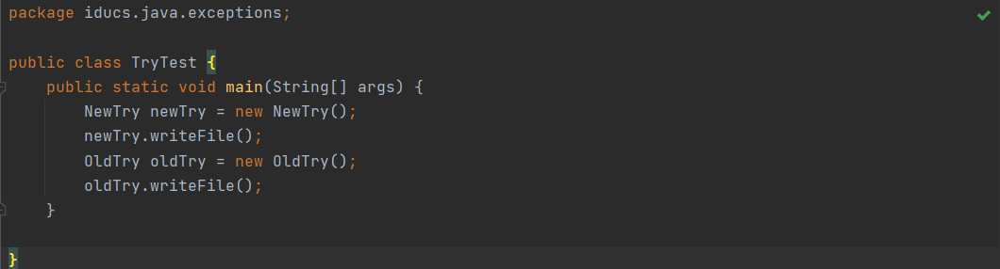 package iducs.java.exceptions;
public class TryTest {
public static void main(String[] args) {
NewTry newTry = new NewTry();
newTry.writeFile();
OldTry oldTry = new OldTry();
oldTry.writeFile();
}
}